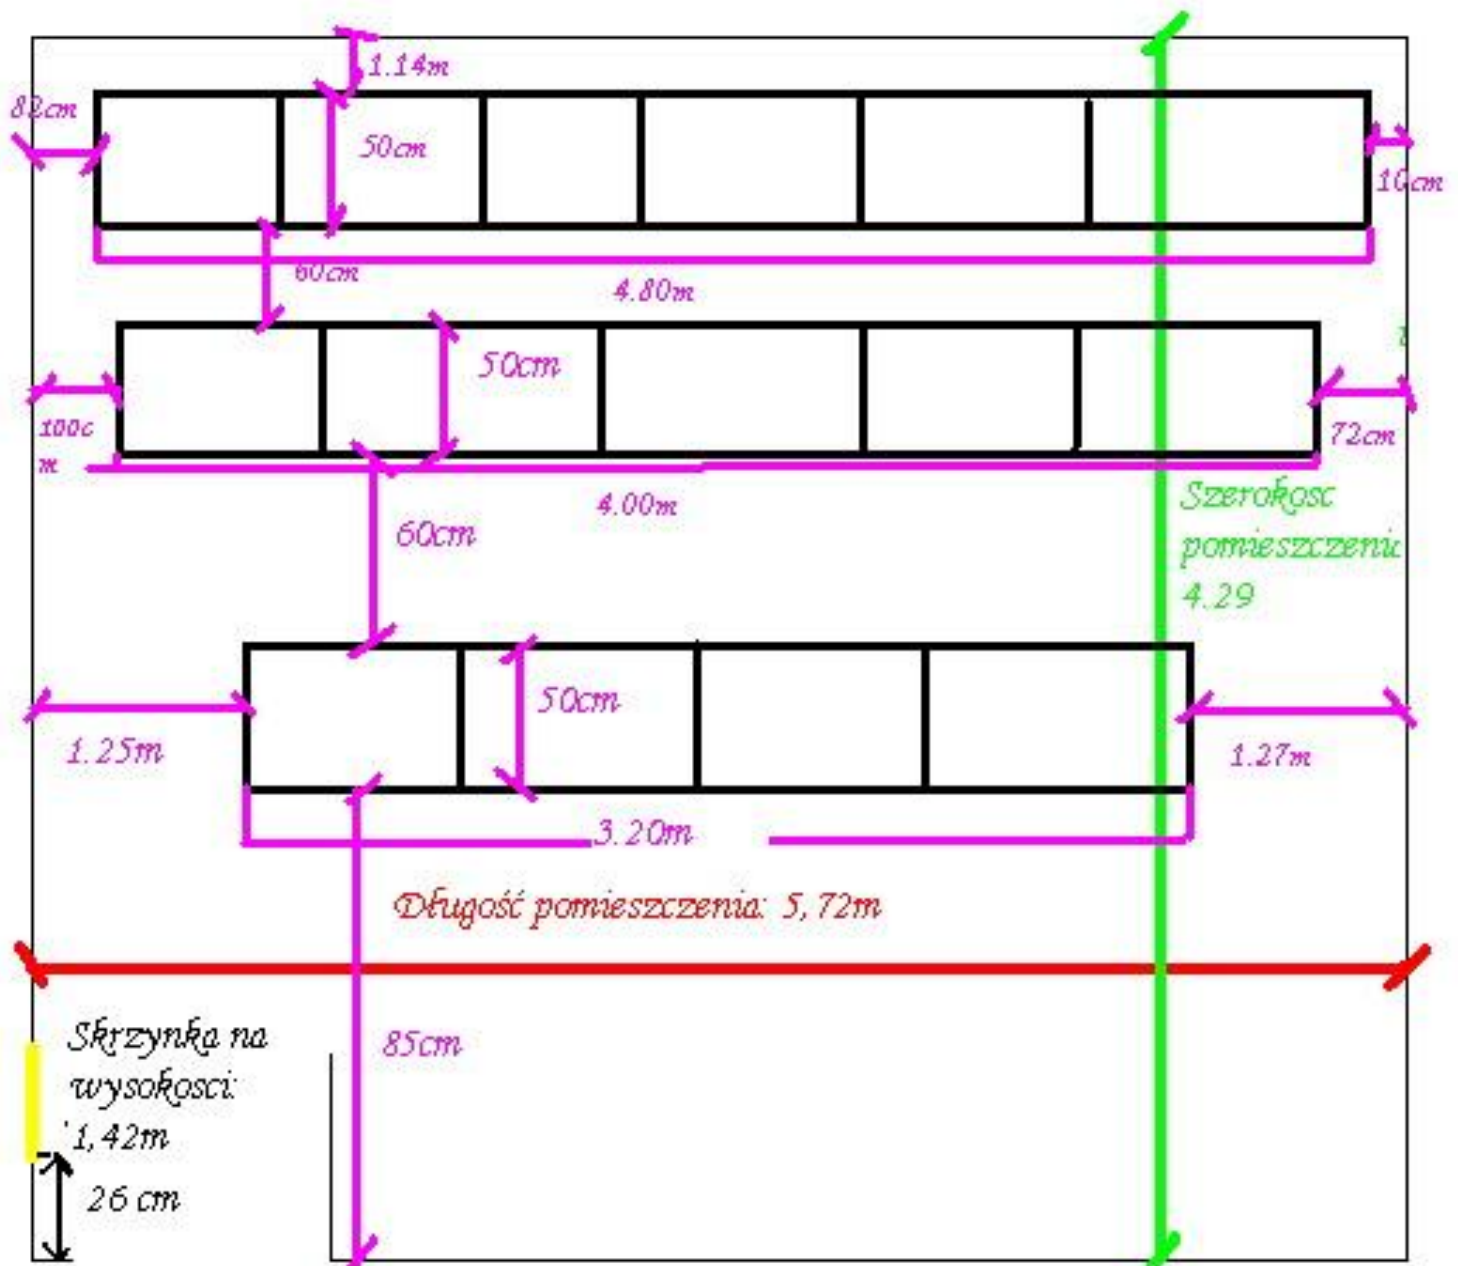 1.14m
82cm
50cm
10cm
60cm
4.80m
50cm
100c
m
72cm
4.00m
60cm
Szerokosc
pomieszczenia
4.29
50cm
1.25m
1.27m
3.20m
Długość pomieszczenia: 5,72m
Skrzynka na
wysokosci:
1,42m
85cm
26 cm